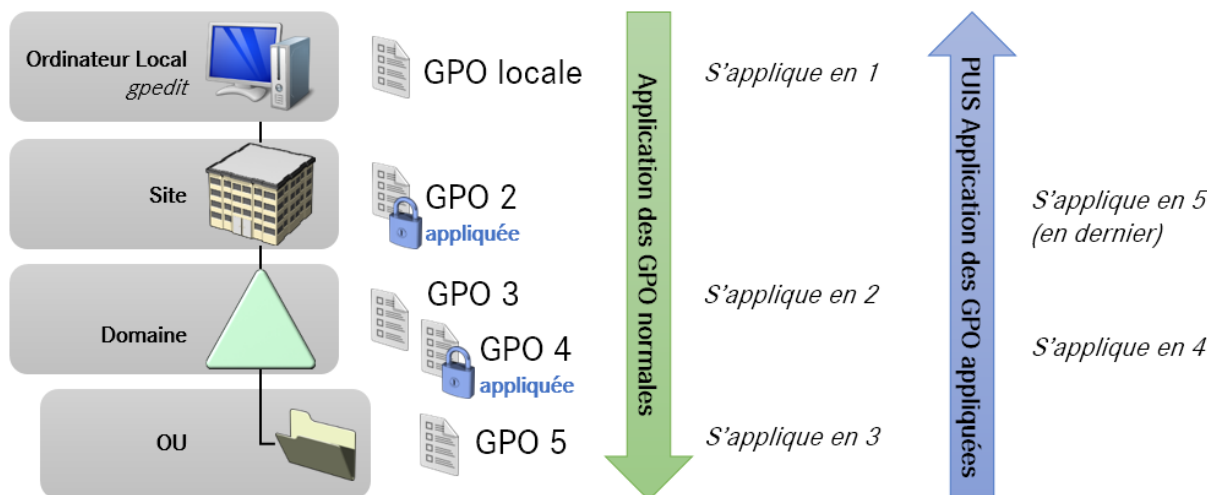 Ordinateur Local
gpedit
GPO locale
S'applique en 1
Site
GPO 2
appliquée
S'applique en 5
(en dernier)
Domaine
GPO 3
S'applique en 2
GPO 4
appliquée
S'applique en 4
OU
GPO 5
S'applique en 3
Application des GPO normales
PUIS Application des GPO appliquées